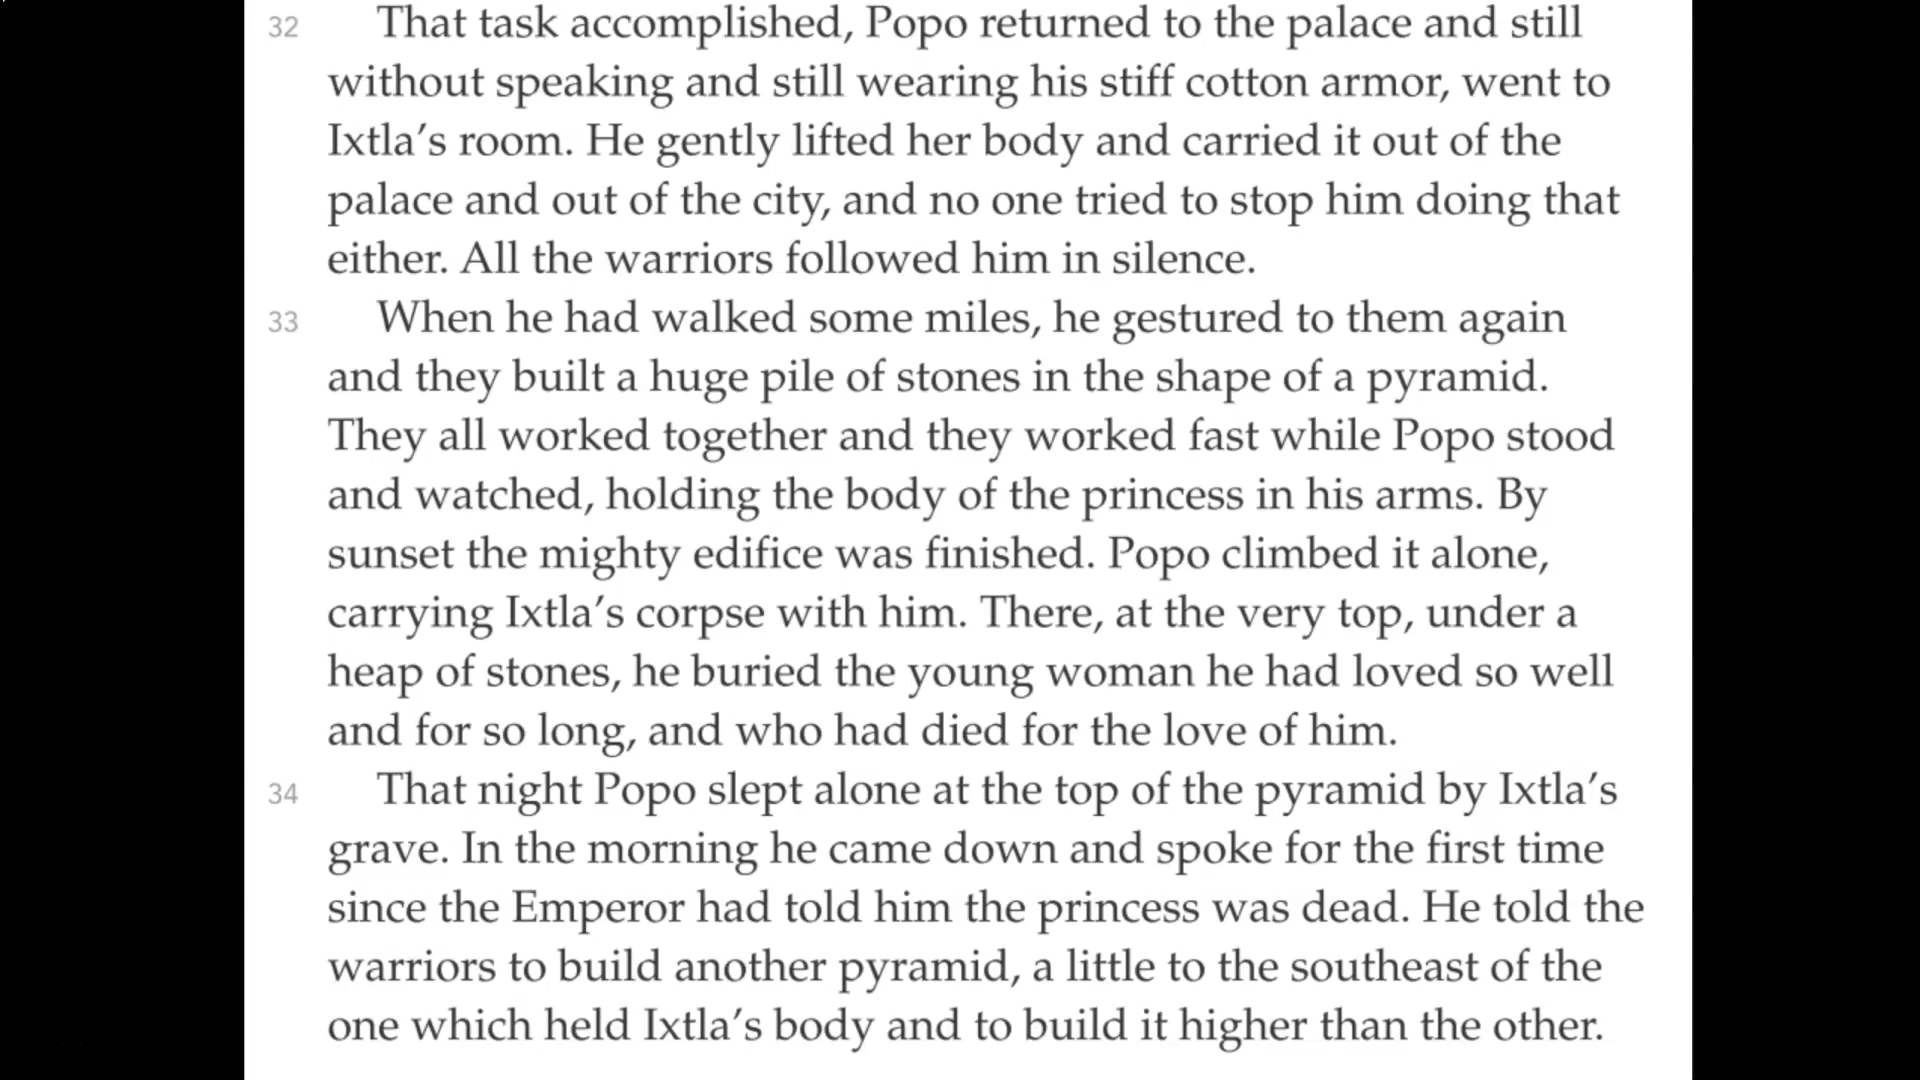 32 That task accomplished, Popo returned to the palace and still
without speaking and still wearing his stiff cotton armor, went to
Ixtla’s room. He gently lifted her body and carried it out of the
palace and out of the city, and no one tried to stop him doing that
either. All the warriors followed him in silence.
33 When he had walked some miles, he gestured to them again
and they built a huge pile of stones in the shape of a pyramid.
They all worked together and they worked fast while Popo stood
and watched, holding the body of the princess in his arms. By
sunset the mighty edifice was finished. Popo climbed it alone,
carrying Ixtla’s corpse with him. There, at the very top, under a
heap of stones, he buried the young woman he had loved so well
and for so long, and who had died for the love of him.
34 That night Popo slept alone at the top of the pyramid by Ixtla’s
grave. In the morning he came down and spoke for the first time
since the Emperor had told him the princess was dead. He told the
warriors to build another pyramid, a little to the southeast of the
one which held Ixtla’s body and to build it higher than the other.